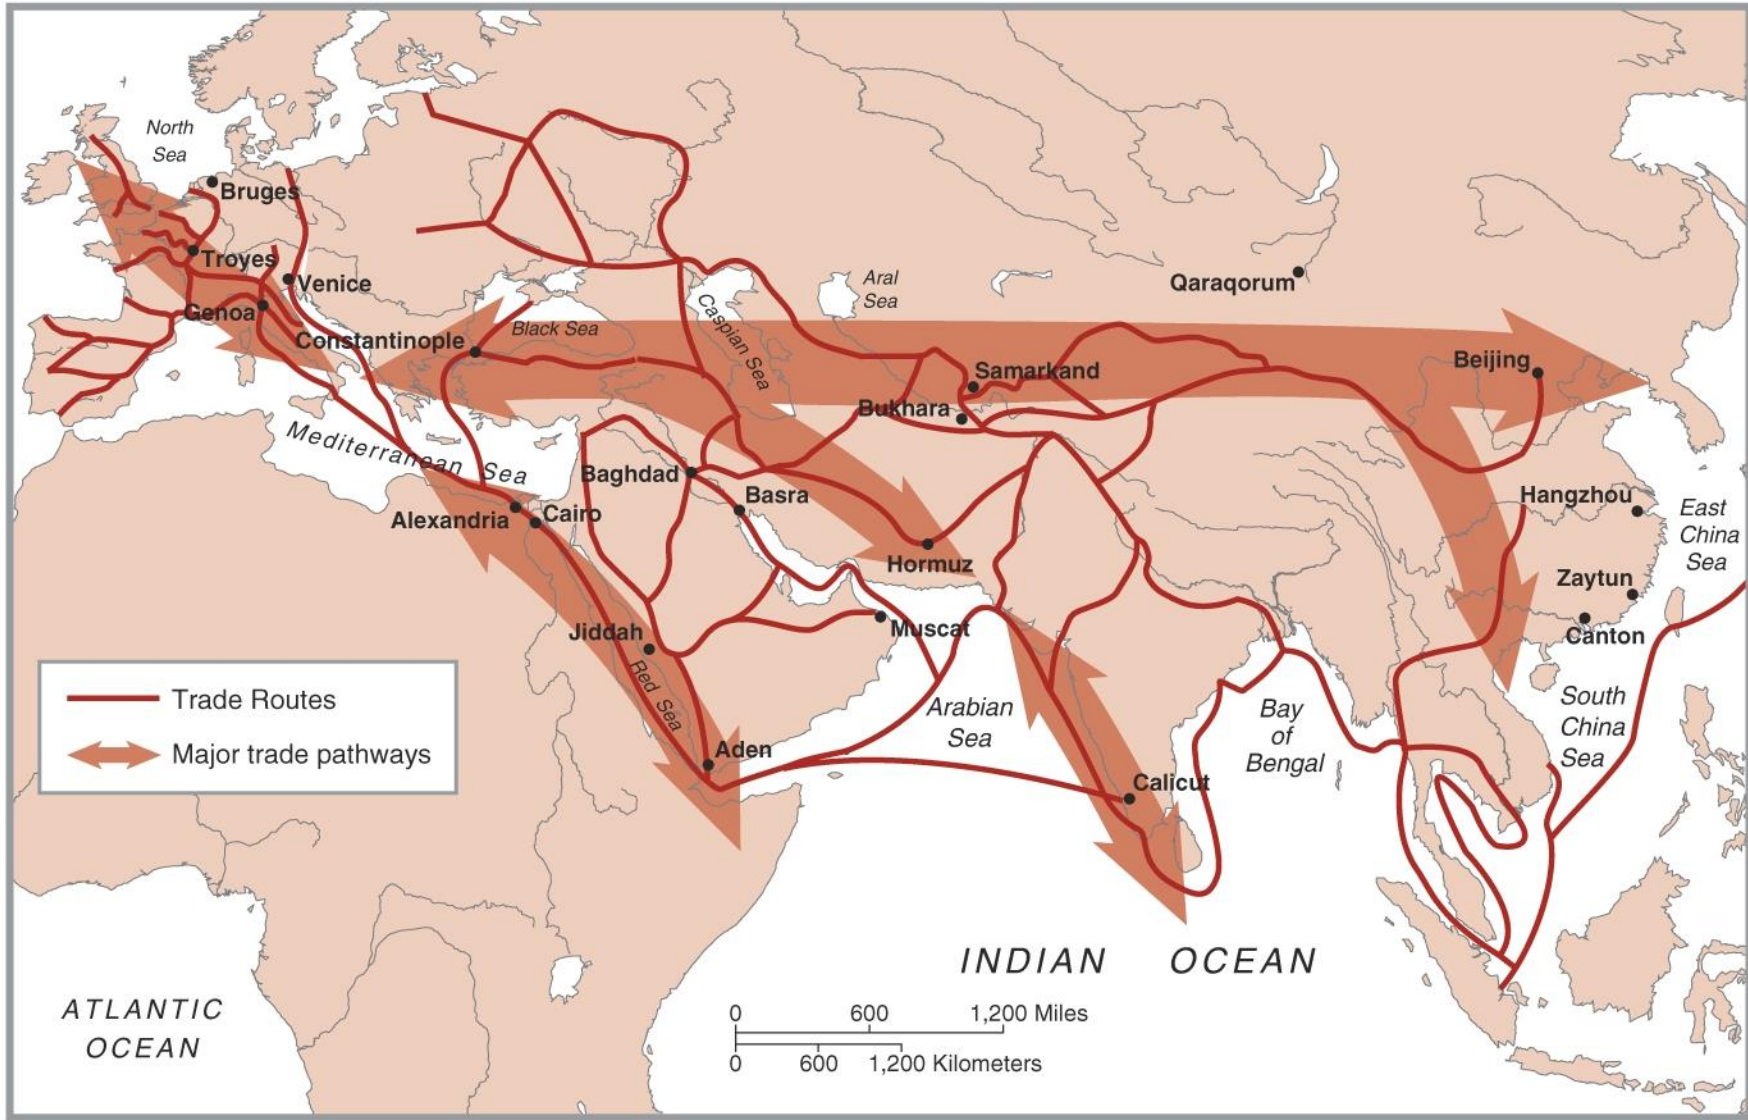 North
Sea
Bruges
Troyes
Venice
Genoa
Constantinople
Black Sea
Caspian Sea
Aral
Sea
Qaraqorum
Samarkand
Bukhara
Beijing
Mediterranean Sea
Baghdad
Basra
Alexandria
Cairo
Hormuz
Hangzhou
East
China
Sea
Zaytun
Canton
Jiddah
Red Sea
Muscat
Trade Routes
Major trade pathways
Aden
Arabian
Sea
Calicut
Bay
of
Bengal
South
China
Sea
INDIAN OCEAN
ATLANTIC
OCEAN
0 600 1,200 Miles
0 600 1,200 Kilometers